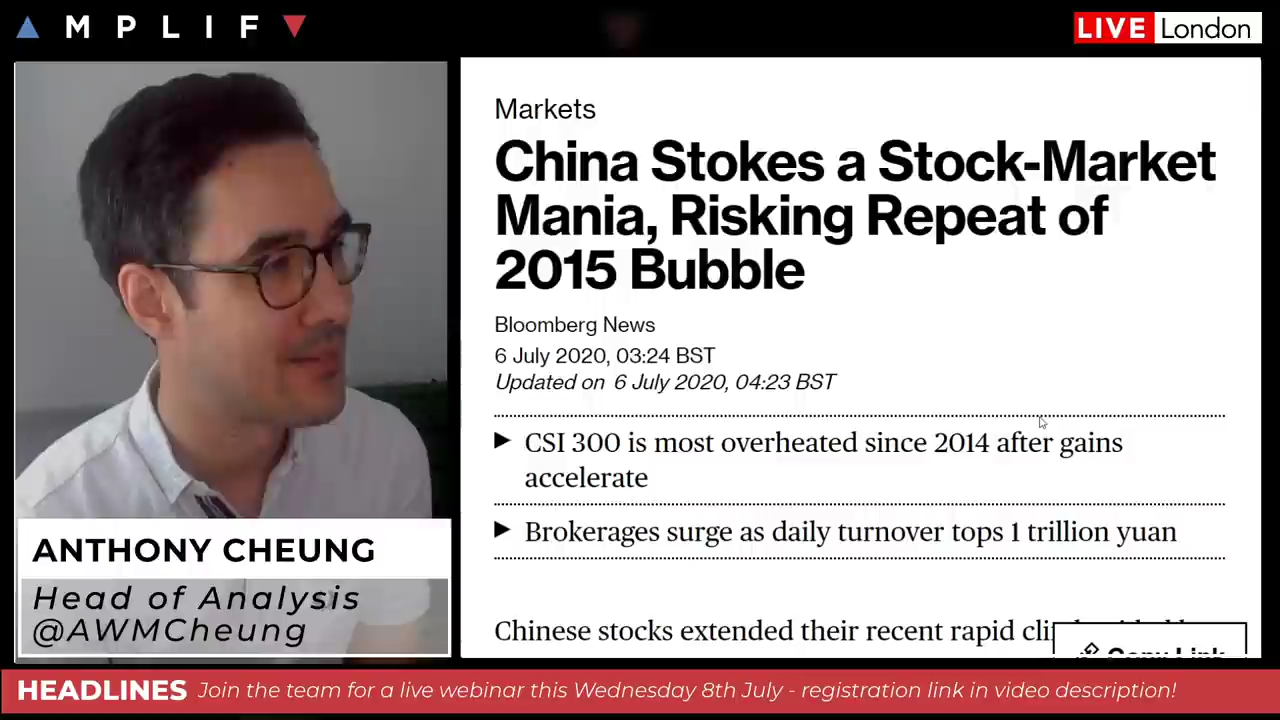 AMPLIFY
LIVE London
Markets
China Stokes a Stock-Market
Mania, Risking Repeat of
2015 Bubble
Bloomberg News
6 July 2020, 03:24 BST
Updated on 6 July 2020, 04:23 BST
CSI 300 is most overheated since 2014 after gains
accelerate
Brokerages surge as daily turnover tops 1 trillion yuan
Chinese stocks extended their recent rapid
Copy Link
ANTHONY CHEUNG
Head of Analysis
@AWMCheung
HEADLINES Join the team for a live webinar this Wednesday 8th July - registration link in video description!